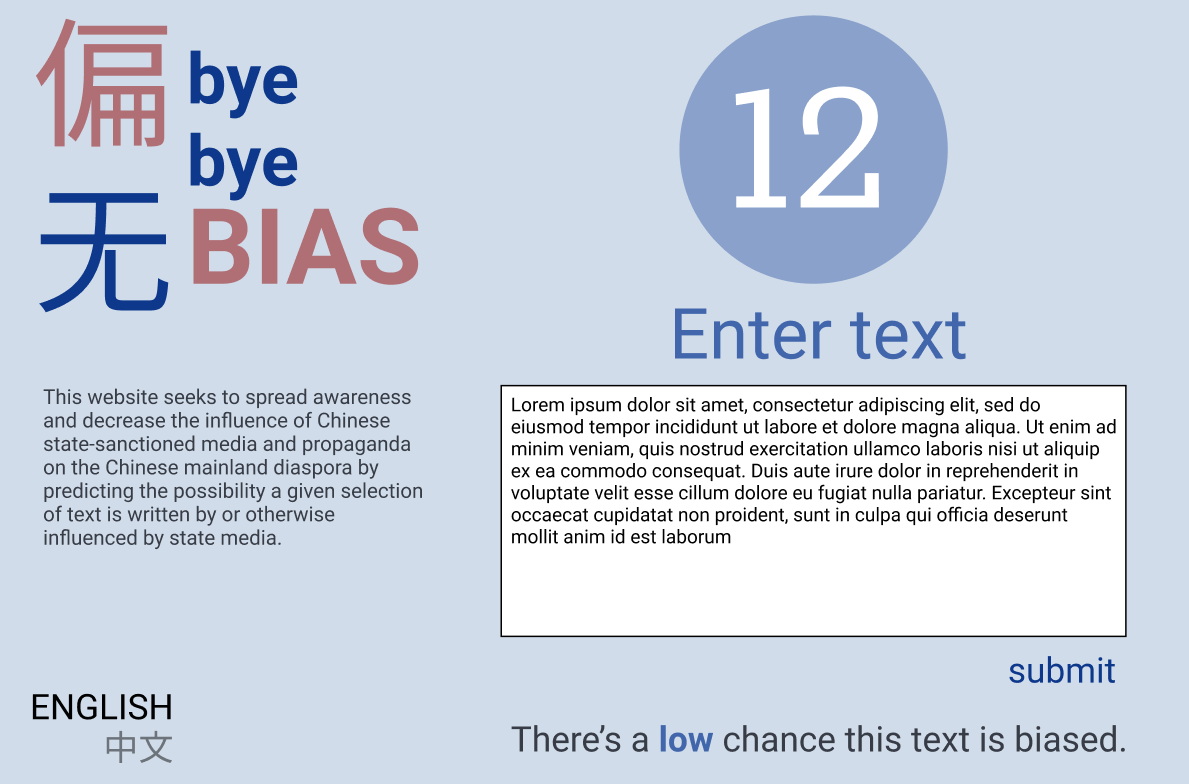 偏
无
bye
bye
BIAS
This website seeks to spread awareness
and decrease the influence of Chinese
state-sanctioned media and propaganda
on the Chinese mainland diaspora by
predicting the possibility a given selection
of text is written by or otherwise
influenced by state media.
ENGLISH
中文
12
Enter text
Lorem ipsum dolor sit amet, consectetur adipiscing elit, sed do
eiusmod tempor incididunt ut labore et dolore magna aliqua. Ut enim ad
minim veniam, quis nostrud exercitation ullamco laboris nisi ut aliquip
ex ea commodo consequat. Duis aute irure dolor in reprehenderit in
voluptate velit esse cillum dolore eu fugiat nulla pariatur. Excepteur sint
occaecat cupidatat non proident, sunt in culpa qui officia deserunt
mollit anim id est laborum
submit
There’s a low chance this text is biased.